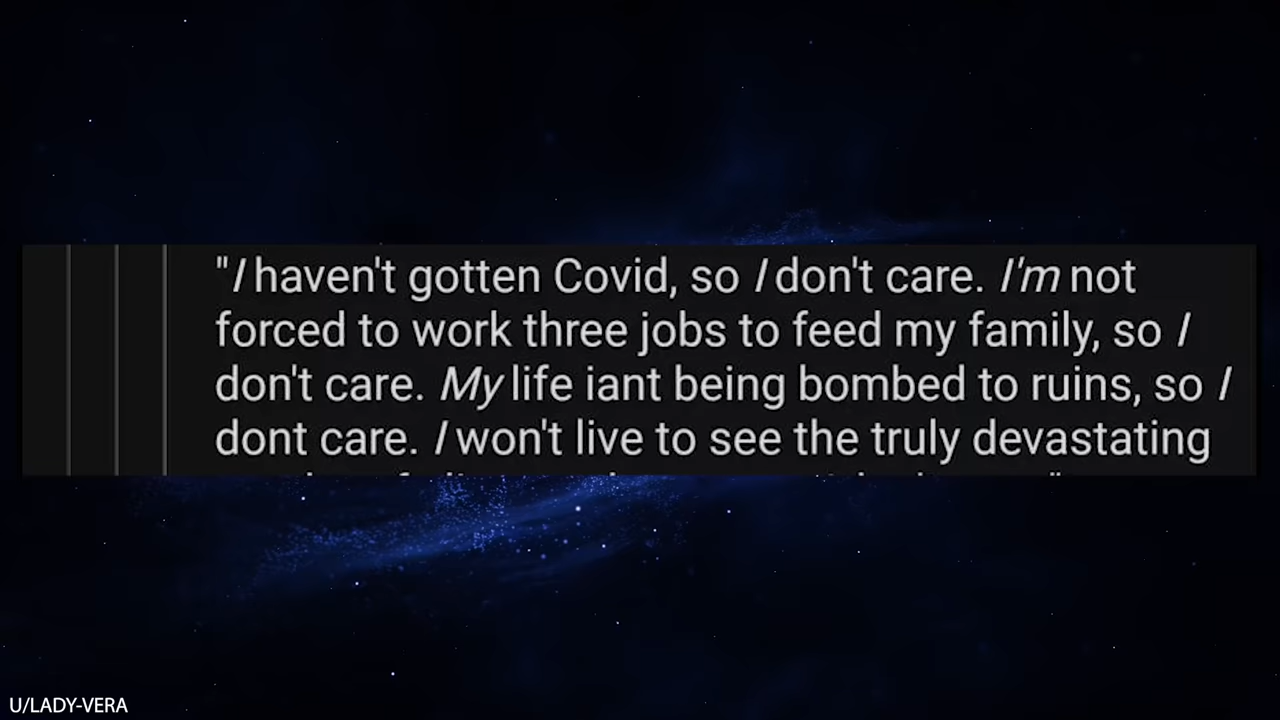 "I haven't gotten Covid, so I don't care. I'm not
forced to work three jobs to feed my family, so I
don't care. My life iant being bombed to ruins, so I
dont care. I won't live to see the truly devastating
U/LADY-VERA